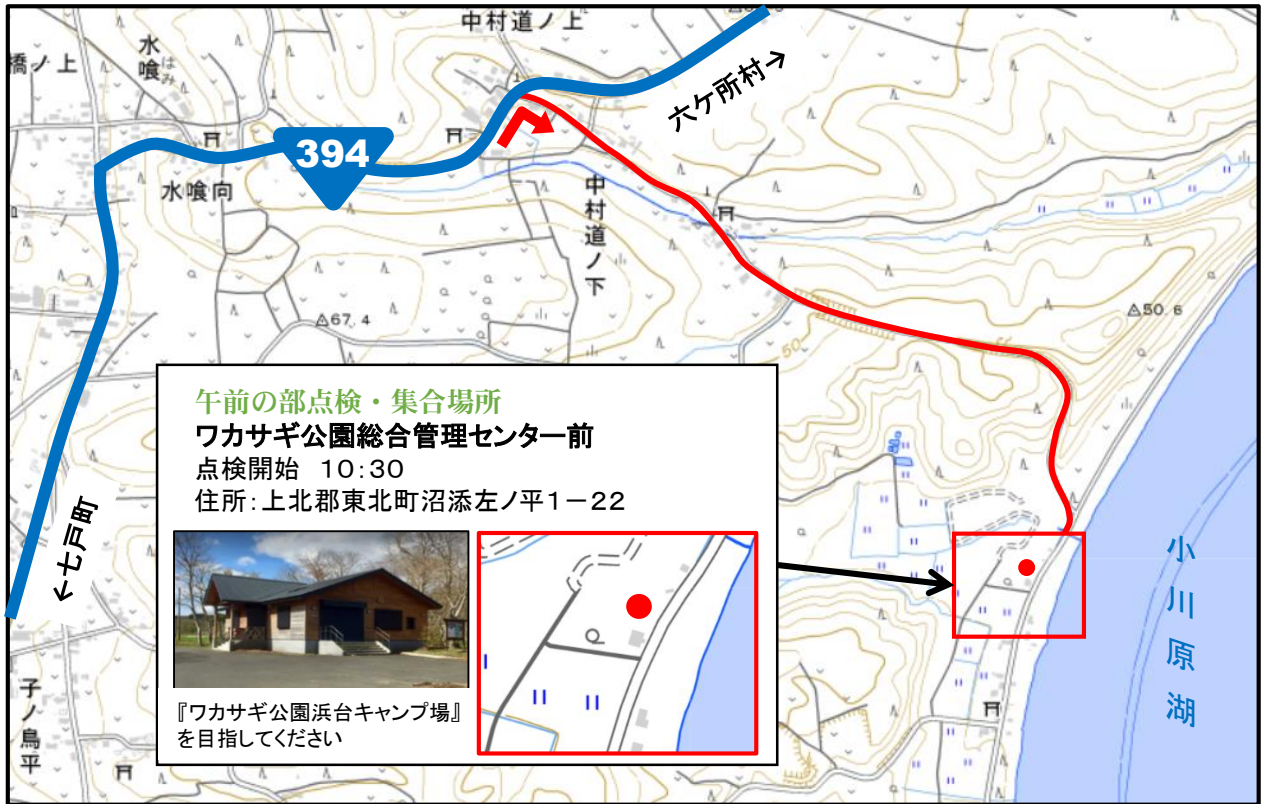 中村道ノ上
橋ノ上
水喰
はみ
六ケ所村→
394
水喰向
中村道ノ下
67.4
50.6
50
午前の部点検・集合場所
ワカサギ公園総合管理センター前
点検開始 10:30
住所:上北郡東北町沼添左ノ平1-22
『ワカサギ公園浜台キャンプ場』
を目指してください
←七戸町
子ノ鳥平
小川原湖